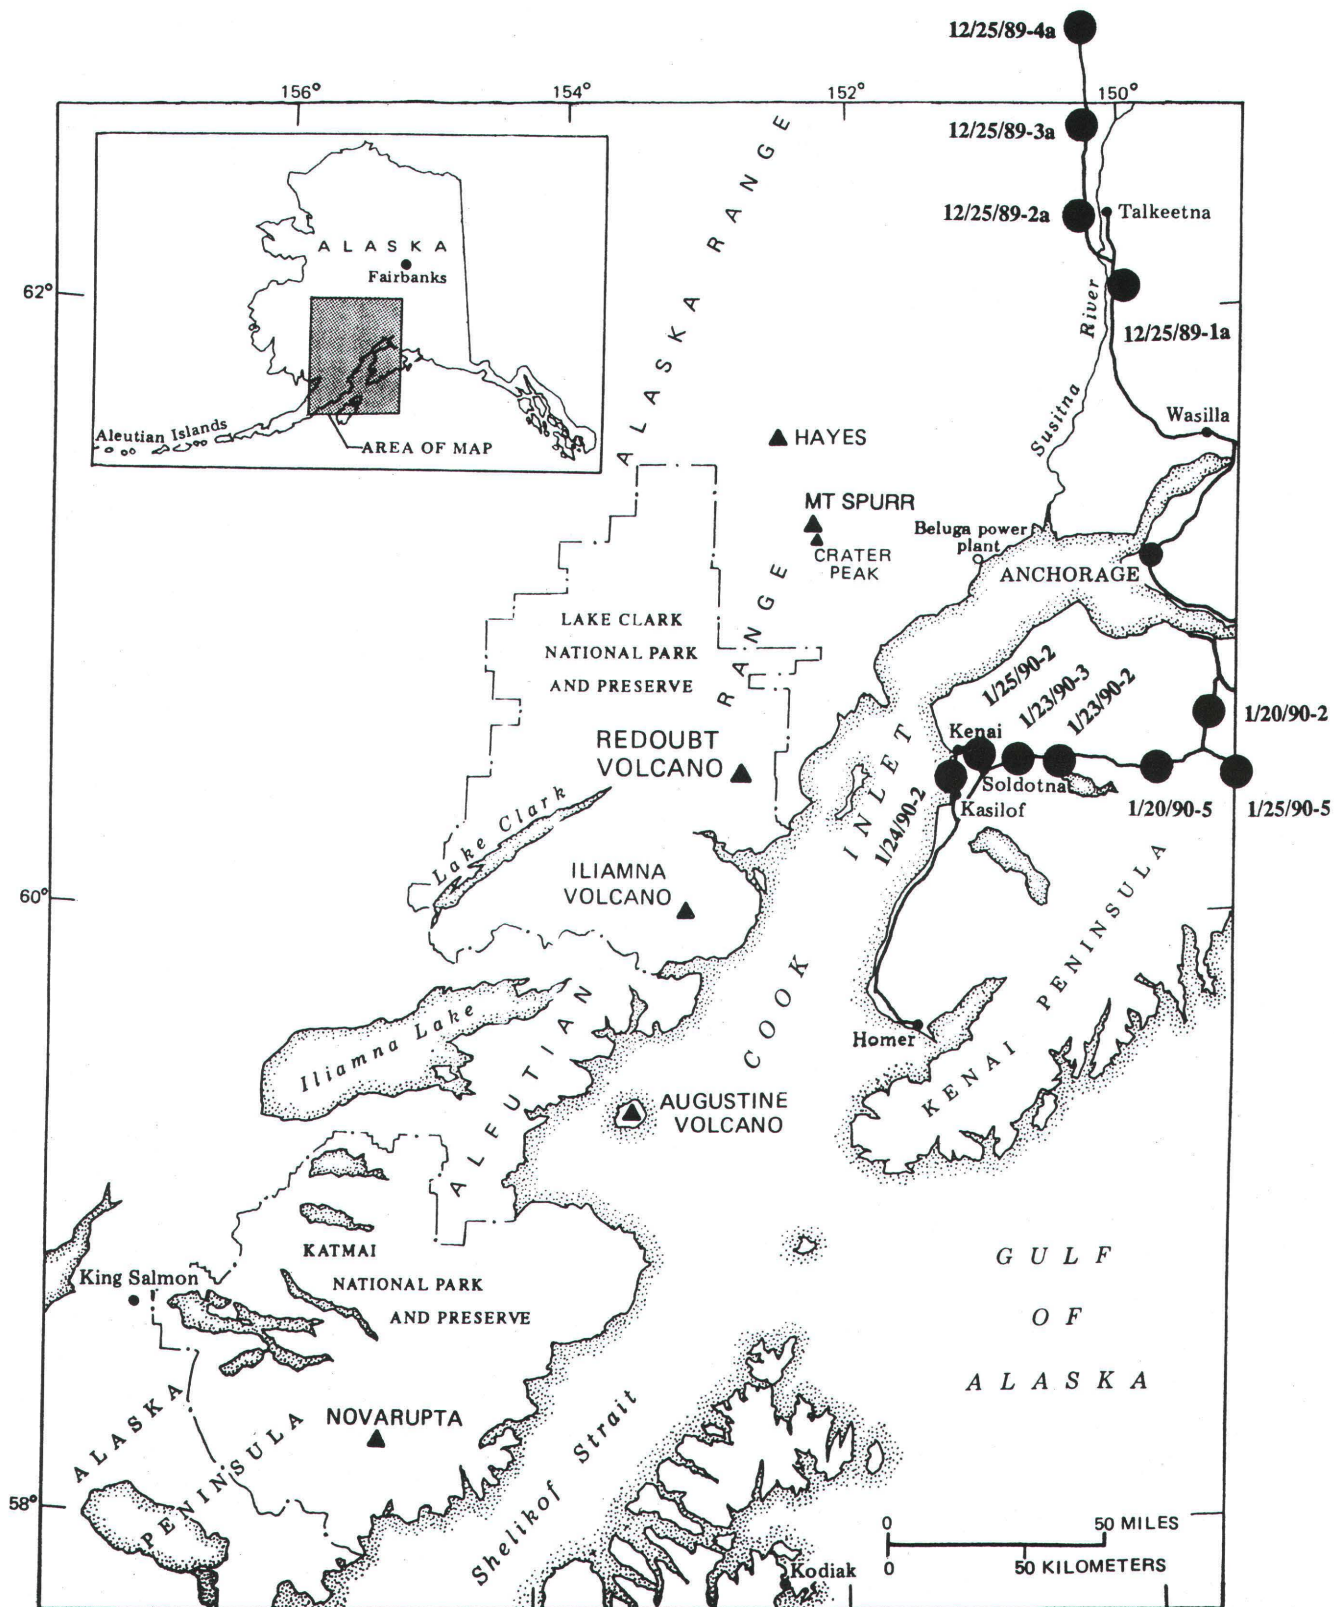 12/25/89-4a
156°
154°
152°
150°
12/25/89-3a
ALASKA RANGE
12/25/89-2a
Talkeetna
ALASKA
Fairbanks
62°
River
12/25/89-1a
Susitna
Wasilla
Aleutian Islands
AREA OF MAP
HAYES
MT SPURR
Beluga power
plant
CRATER
PEAK
ANCHORAGE
LAKE CLARK
NATIONAL PARK
AND PRESERVE
RANGE
1/25/90-2
1/23/90-3
1/23/90-2
1/20/90-2
Kenai
REDOUBT
VOLCANO
Soldotna
Kasilof
1/20/90-5
1/25/90-5
1/24/90-2
Lake Clark
COOK INLET
ILIAMNA
VOLCANO
60°
KENAI PENINSULA
Iliamna Lake
ALEUTIAN
Homer
AUGUSTINE
VOLCANO
KATMAI
NATIONAL PARK
AND PRESERVE
King Salmon
GULF
OF
ALASKA
ALASKA
PENINSULA
NOVARUPTA
Shelikof Strait
58°
0 50 MILES
0 50 KILOMETERS
Kodiak